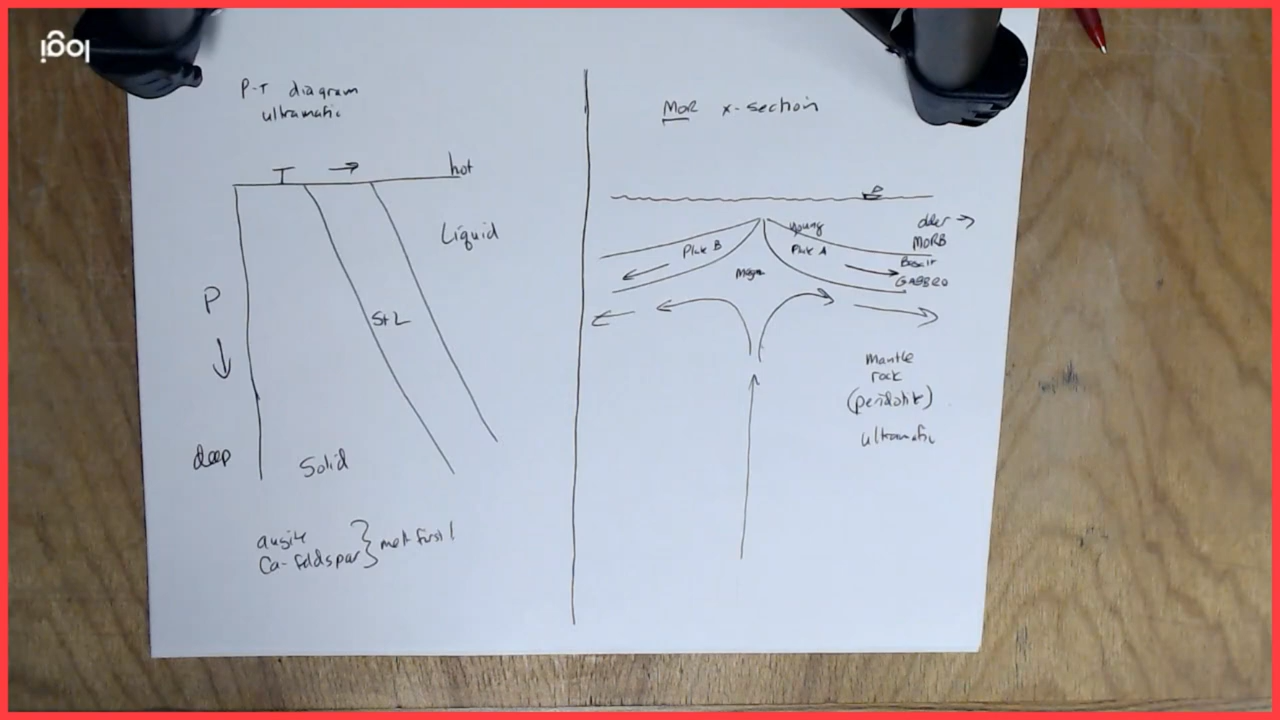 logi
P-T diagram
ultramafic
T → hot
Liquid
P
↓
S+L
deep
Solid
augite
Ca-feldspar } melt first!
MOR x-section
older →
young
MORB
Plate B
Plate A
Basalt
GABBRO
Magma
mantle
rock
(peridotite)
ultramafic